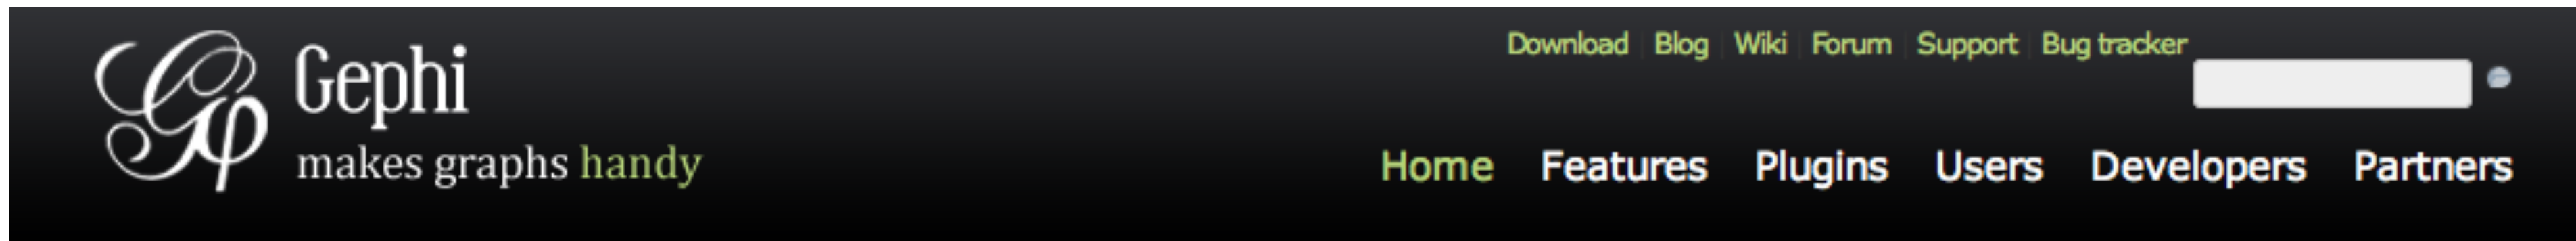 Gephi
makes graphs handy
Download Blog Wiki Forum Support Bug tracker
Home Features Plugins Users Developers Partners